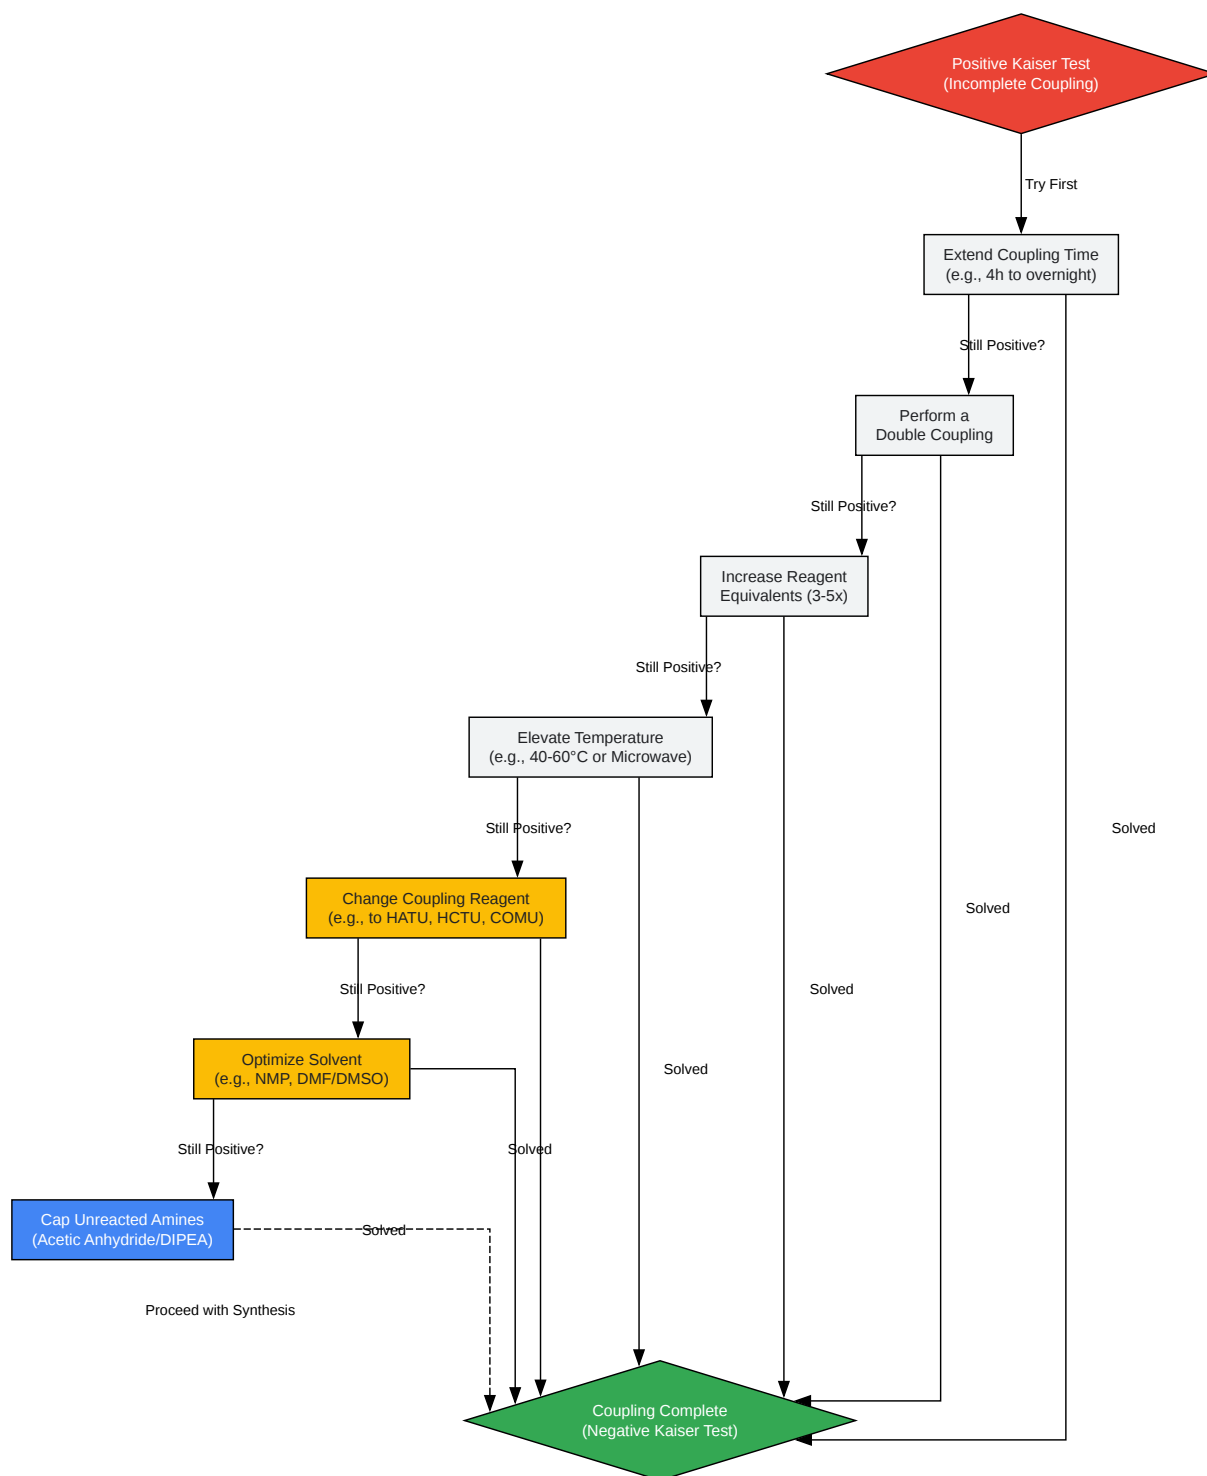 Positive Kaiser Test
(Incomplete Coupling)
Try First
Extend Coupling Time
(e.g., 4h to overnight)
Still Positive?
Perform a
Double Coupling
Still Positive?
Increase Reagent
Equivalents (3-5x)
Still Positive?
Elevate Temperature
(e.g., 40-60°C or Microwave)
Still Positive?
Solved
Change Coupling Reagent
(e.g., to HATU, HCTU, COMU)
Solved
Still Positive?
Solved
Optimize Solvent
(e.g., NMP, DMF/DMSO)
Solved
Still Positive?
Solved
Cap Unreacted Amines
(Acetic Anhydride/DIPEA)
Solved
Proceed with Synthesis
Coupling Complete
(Negative Kaiser Test)